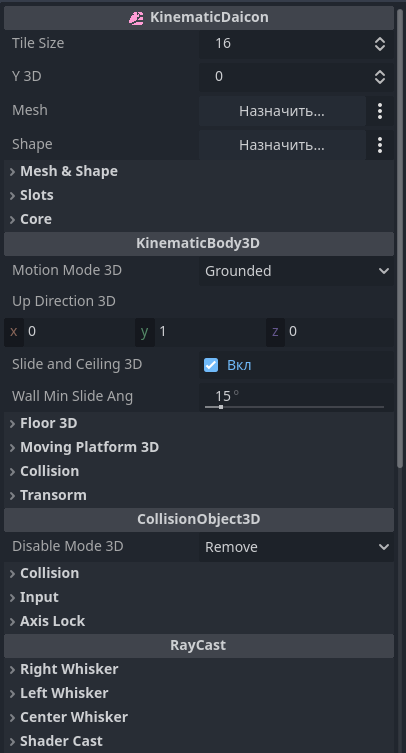 KinematicDaicon
Tile Size 16
Y 3D 0
Mesh Назначить...
Shape Назначить...
Mesh & Shape
Slots
Core
KinematicBody3D
Motion Mode 3D Grounded
Up Direction 3D
x 0 y 1 z 0
Slide and Ceiling 3D Вкл
Wall Min Slide Ang 15 °
Floor 3D
Moving Platform 3D
Collision
Transorm
CollisionObject3D
Disable Mode 3D Remove
Collision
Input
Axis Lock
RayCast
Right Whisker
Left Whisker
Center Whisker
Shader Cast